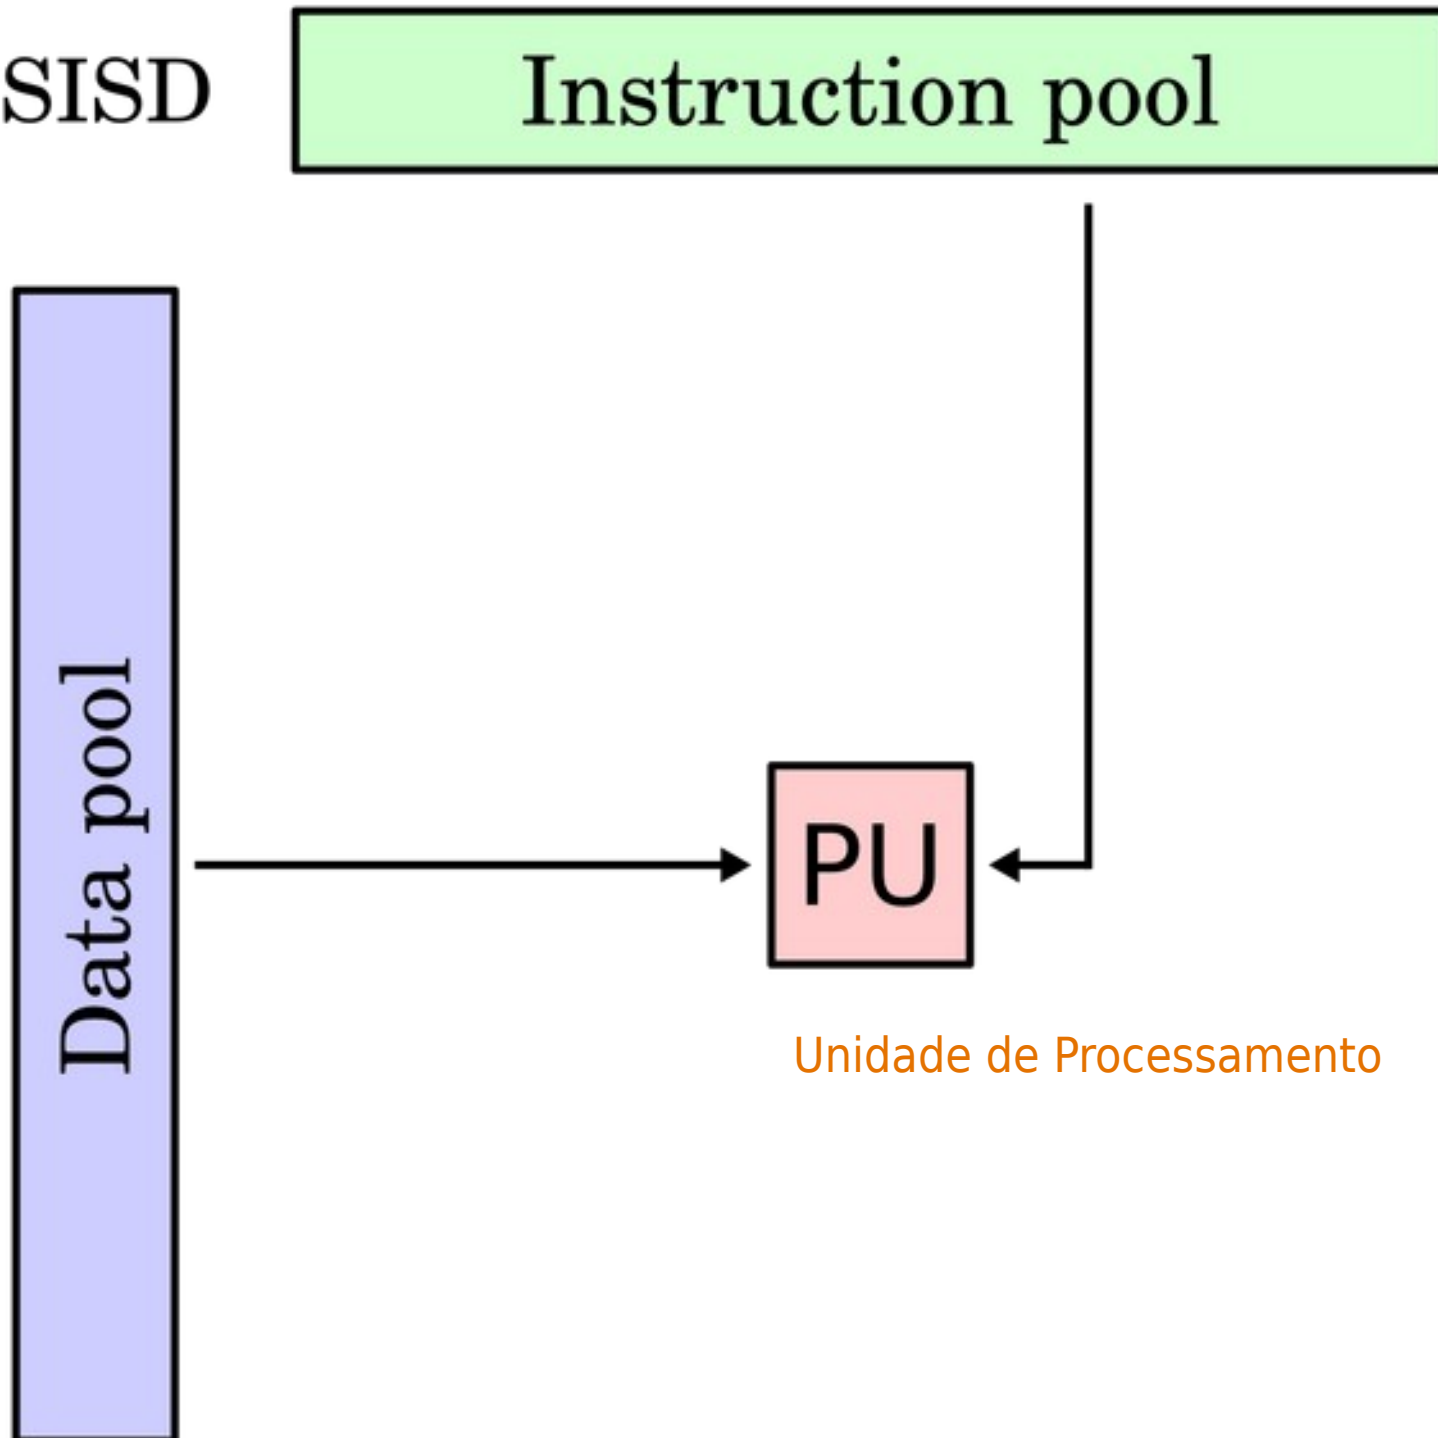 SISD
Instruction pool
Data pool
PU
Unidade de Processamento